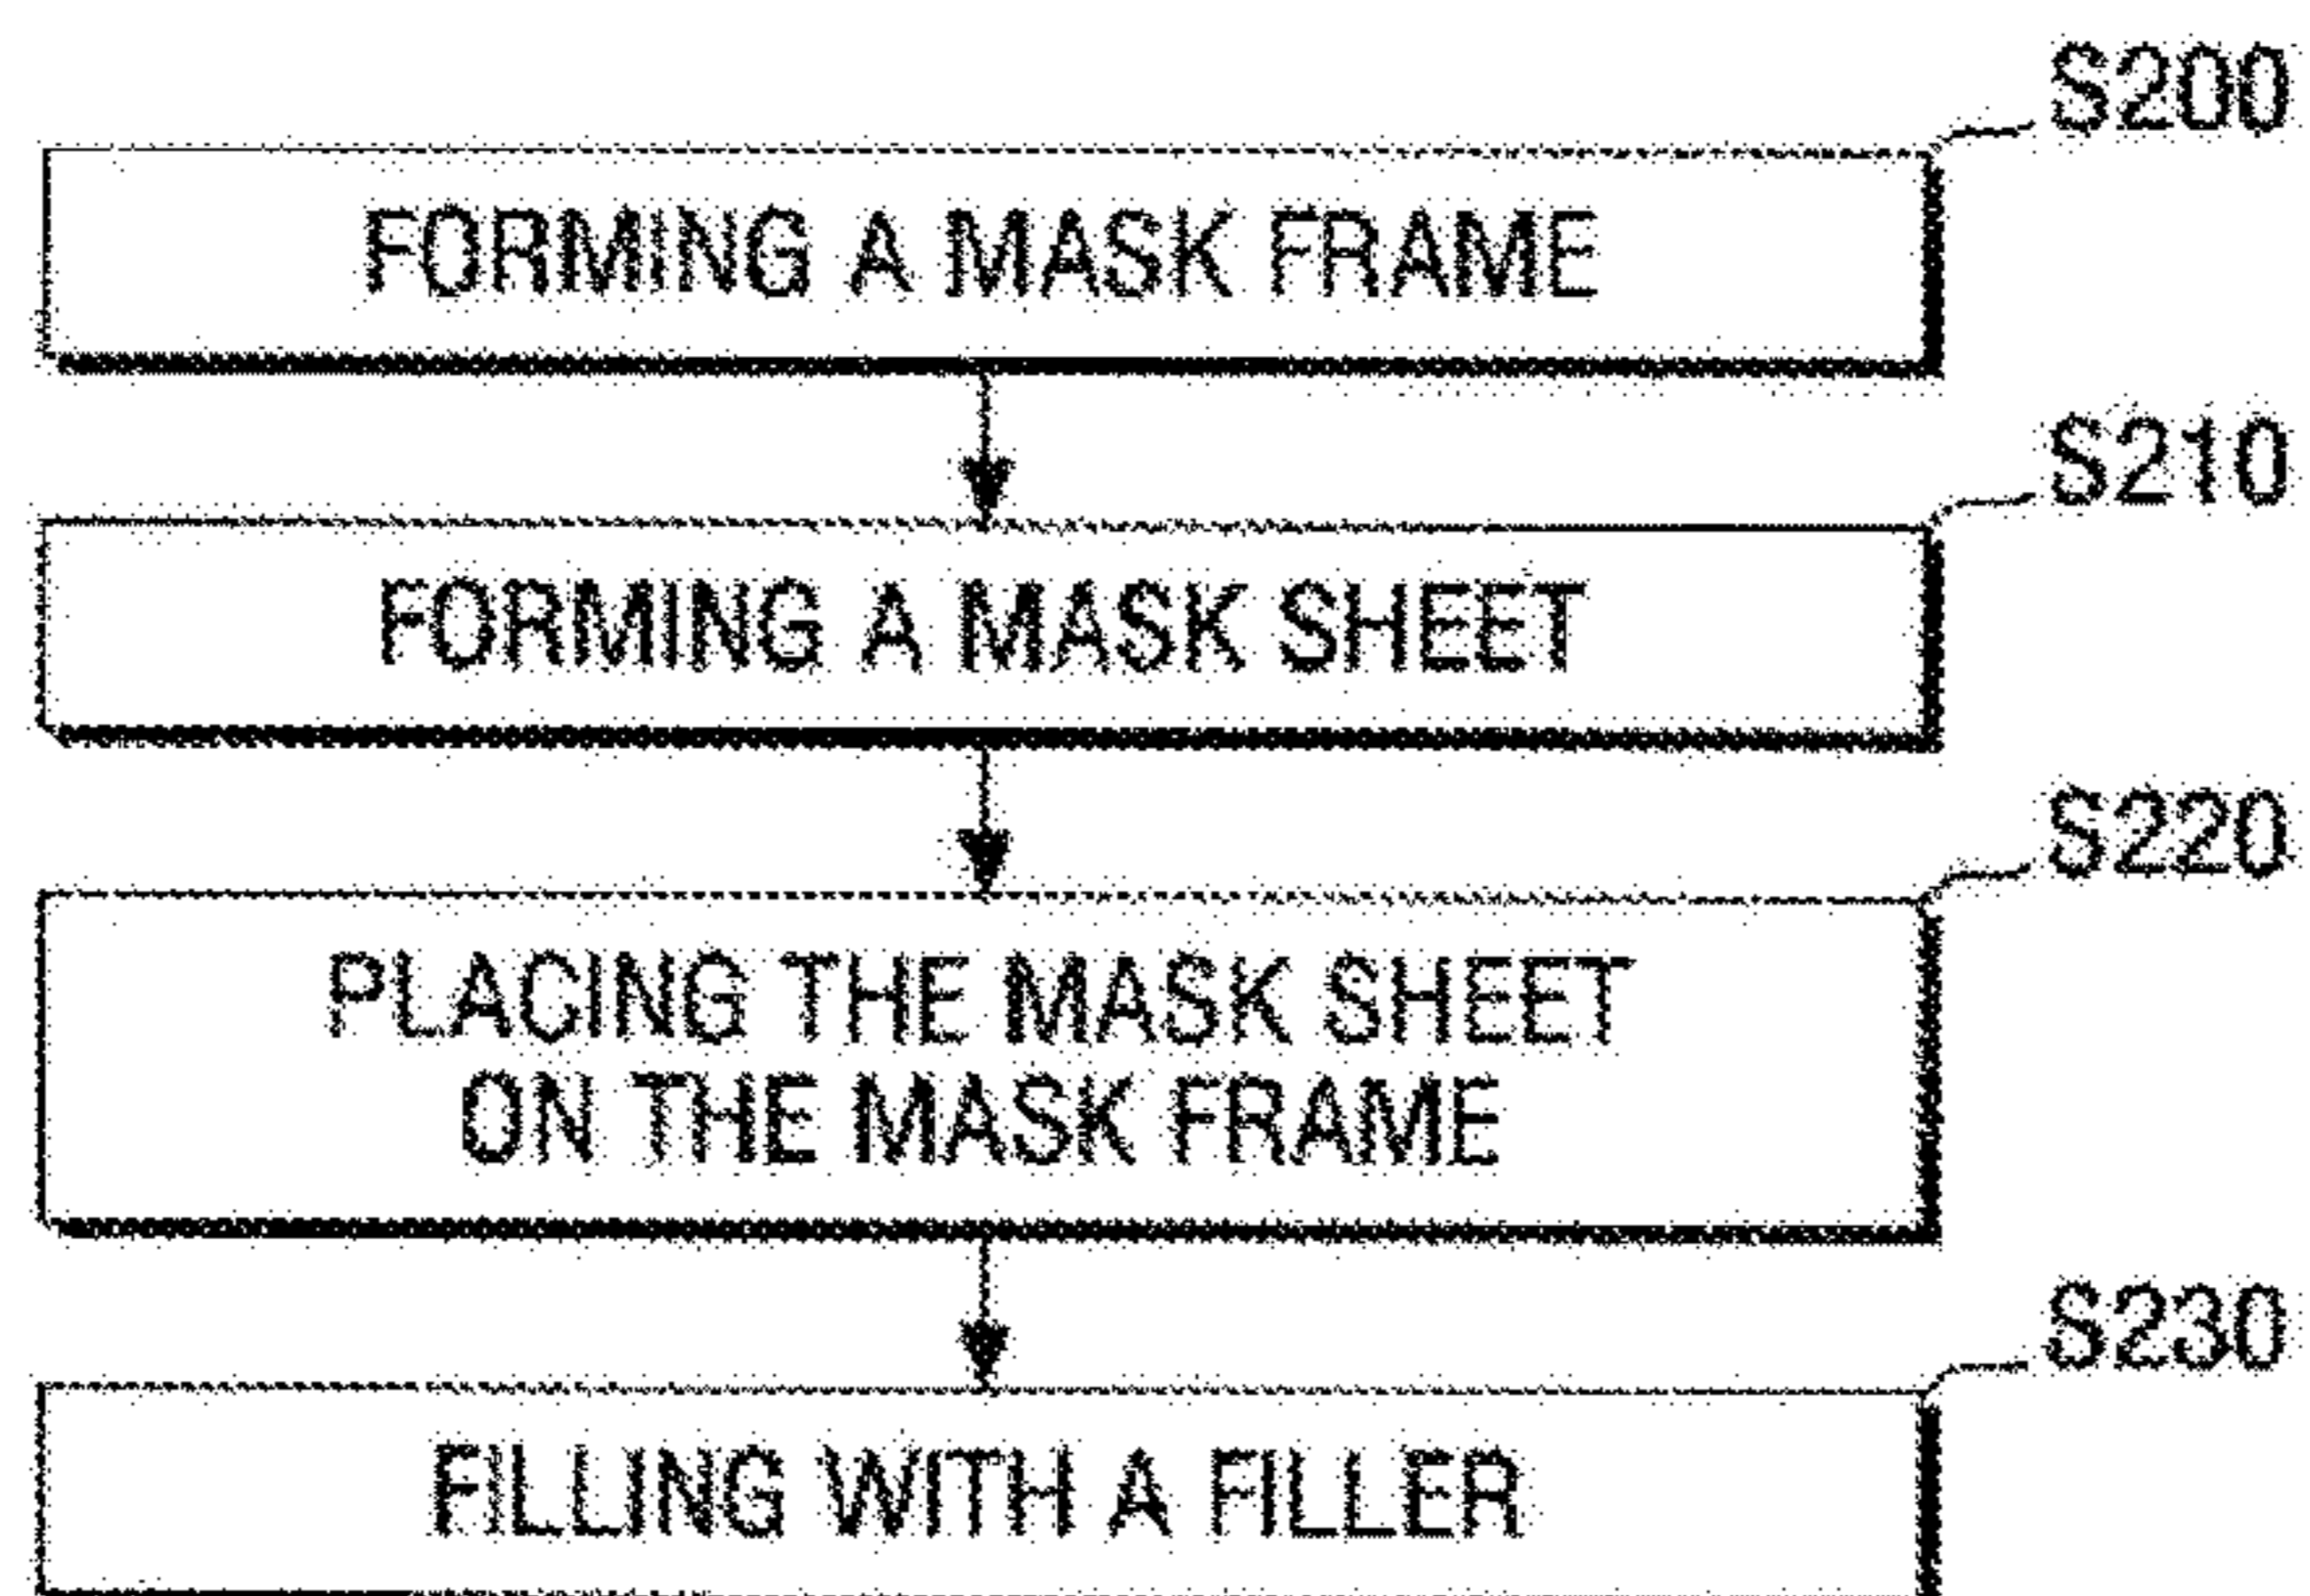 S200
FORMING A MASK FRAME
S210
FORMING A MASK SHEET
S220
PLACING THE MASK SHEET
ON THE MASK FRAME
S230
FILLING WITH A FILLER